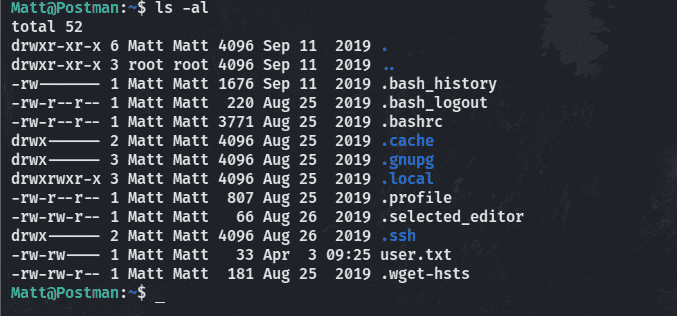 Matt@Postman:~$ ls -al
total 52
drwxr-xr-x 6 Matt Matt 4096 Sep 11  2019 .
drwxr-xr-x 3 root root 4096 Sep 11  2019 ..
-rw------- 1 Matt Matt 1676 Sep 11  2019 .bash_history
-rw-r--r-- 1 Matt Matt  220 Aug 25  2019 .bash_logout
-rw-r--r-- 1 Matt Matt 3771 Aug 25  2019 .bashrc
drwx------ 2 Matt Matt 4096 Aug 25  2019 .cache
drwx------ 3 Matt Matt 4096 Aug 25  2019 .gnupg
drwxrwxr-x 3 Matt Matt 4096 Aug 25  2019 .local
-rw-r--r-- 1 Matt Matt  807 Aug 25  2019 .profile
-rw-rw-r-- 1 Matt Matt   66 Aug 26  2019 .selected_editor
drwx------ 2 Matt Matt 4096 Aug 26  2019 .ssh
-rw-rw---- 1 Matt Matt   33 Apr  3 09:25 user.txt
-rw-rw-r-- 1 Matt Matt  181 Aug 25  2019 .wget-hsts
Matt@Postman:~$ _